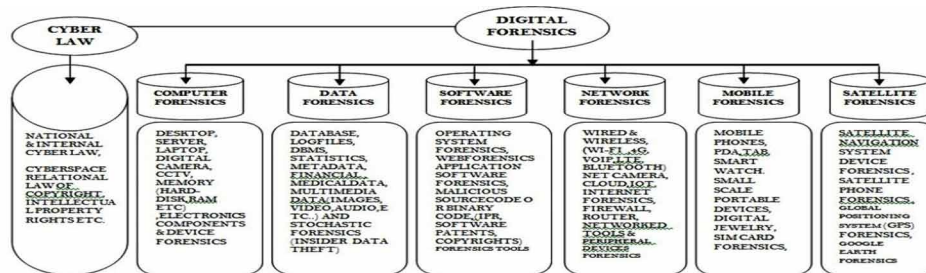 CYBER
LAW
DIGITAL
FORENSICS
COMPUTER
FORENSICS
DATA
FORENSICS
SOFTWARE
FORENSICS
NETWORK
FORENSICS
MOBILE
FORENSICS
SATELLITE
FORENSICS
NATIONAL
& INTERNAL
CYBER LAW,
CYBERSPACE
RELATIONAL
LAW OF
COPYRIGHT,
INTELLECTUA
L PROPERTY
RIGHTS ETC.
DESKTOP,
SERVER,
LAPTOP,
DIGITAL
CAMERA,
CCTV,
MEMORY
(HARD-
DISK,RAM
ETC)
,ELECTRONICS
COMPONENTS
& DEVICE
FORENSICS
DATABASE,
LOGFILES,
DBMS,
STATISTICS,
METADATA,
FINANCIAL,
MEDICALDATA,
MULTIMEDIA
DATA(IMAGES,
VIDEO,AUDIO,E
TC..) AND
STOCHASTIC
FORENSICS
(INSIDER DATA
THEFT)
OPERATING
SYSTEM
FORENSICS,
WEBFORENSICS
APPLICATION
SOFTWARE
FORENSICS,
MALICIOUS
SOURCECODE O
R BINARY
CODE,(IPR,
SOFTWARE
PATENTS,
COPYRIGHTS)
FORENSICS TOOLS
WIRED &
WIRELESS,
(WI-FI ,4G,
VOIP,LTE,
BLUETOOTH)
NET CAMERA,
CLOUD,IOT,
INTERNET
FORENSICS,
FIREWALL,
ROUTER,
NETWORKED
TOOLS &
PERIPHERAL
DEVICES
FORENSICS
MOBILE
PHONES,
PDA,TAB,
SMART
WATCH.
SMALL
SCALE
PORTABLE
DEVICES,
DIGITAL
JEWELRY,
SIM CARD
FORENSICS,
SATELLITE
NAVIGATION
SYSTEM
DEVICE
FORENSICS ,
SATELLITE
PHONE
FORENSICS,
GLOBAL
POSITIONING
SYSTEM (GPS)
FORENSICS,
GOOGLE
EARTH
FORENSICS